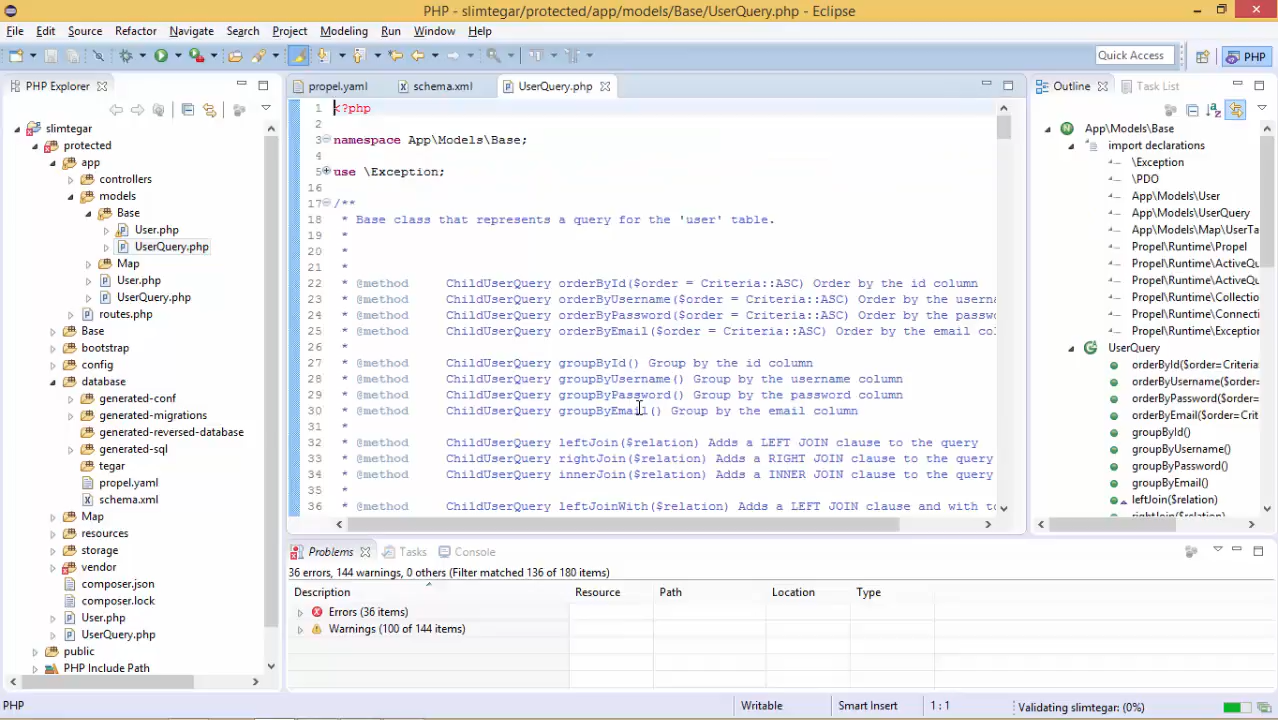 PHP - slimtegar/protected/app/models/Base/UserQuery.php - Eclipse
File Edit Source Refactor Navigate Search Project Modeling Run Window Help
Quick Access
PHP
PHP Explorer
slimtegar
protected
app
controllers
models
Base
User.php
UserQuery.php
Map
User.php
UserQuery.php
routes.php
Base
bootstrap
config
database
generated-conf
generated-migrations
generated-reversed-database
generated-sql
tegar
propel.yaml
schema.xml
Map
resources
storage
vendor
composer.json
composer.lock
User.php
UserQuery.php
public
PHP Include Path
propel.yaml schema.xml UserQuery.php
1 <?php
2
3 namespace App\Models\Base;
4
5 use \Exception;
16
17 /**
18 * Base class that represents a query for the 'user' table.
19 *
20 *
21 *
22 * @method ChildUserQuery orderById($order = Criteria::ASC) Order by the id column
23 * @method ChildUserQuery orderByUsername($order = Criteria::ASC) Order by the userna
24 * @method ChildUserQuery orderByPassword($order = Criteria::ASC) Order by the passwo
25 * @method ChildUserQuery orderByEmail($order = Criteria::ASC) Order by the email col
26 *
27 * @method ChildUserQuery groupById() Group by the id column
28 * @method ChildUserQuery groupByUsername() Group by the username column
29 * @method ChildUserQuery groupByPassword() Group by the password column
30 * @method ChildUserQuery groupByEmail() Group by the email column
31 *
32 * @method ChildUserQuery leftJoin($relation) Adds a LEFT JOIN clause to the query
33 * @method ChildUserQuery rightJoin($relation) Adds a RIGHT JOIN clause to the query
34 * @method ChildUserQuery innerJoin($relation) Adds a INNER JOIN clause to the query
35 *
36 * @method ChildUserQuery leftJoinWith($relation) Adds a LEFT JOIN clause and with to
Outline Task List
App\Models\Base
import declarations
\Exception
\PDO
App\Models\User
App\Models\UserQuery
App\Models\Map\UserTa
Propel\Runtime\Propel
Propel\Runtime\ActiveQu
Propel\Runtime\ActiveQu
Propel\Runtime\Collectio
Propel\Runtime\Connecti
Propel\Runtime\Exception
UserQuery
orderById($order=Criteria
orderByUsername($order=
orderByPassword($order=
orderByEmail($order=Crit
groupById()
groupByUsername()
groupByPassword()
groupByEmail()
leftJoin($relation)
rightJoin($relation)
Problems Tasks Console
36 errors, 144 warnings, 0 others (Filter matched 136 of 180 items)
Description Resource Path Location Type
Errors (36 items)
Warnings (100 of 144 items)
PHP Writable Smart Insert 1 : 1 Validating slimtegar: (0%)